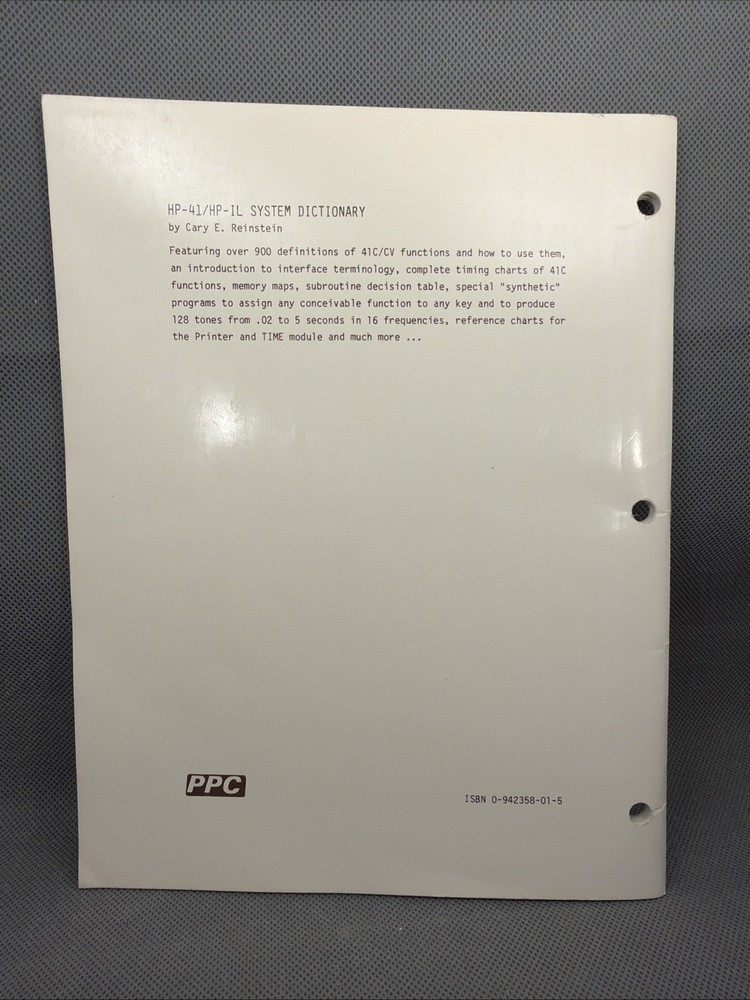 HP-41/HP-IL SYSTEM DICTIONARY
by Cary E. Reinstein
Featuring over 900 definitions of 41C/CV functions and how to use them,
an introduction to interface terminology, complete timing charts of 41C
functions, memory maps, subroutine decision table, special "synthetic"
programs to assign any conceivable function to any key and to produce
128 tones from .02 to 5 seconds in 16 frequencies, reference charts for
the Printer and TIME module and much more ...
PPC
ISBN 0-942358-01-5